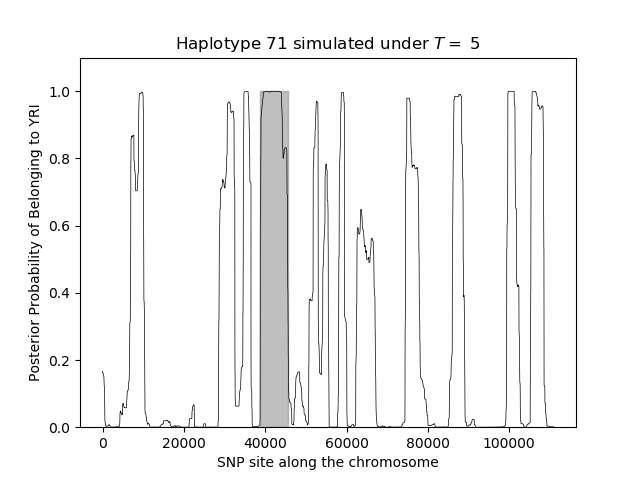 Haplotype 71 simulated under T = 5
Posterior Probability of Belonging to YRI
1.0
0.8
0.6
0.4
0.2
0.0
0 20000 40000 60000 80000 100000
SNP site along the chromosome